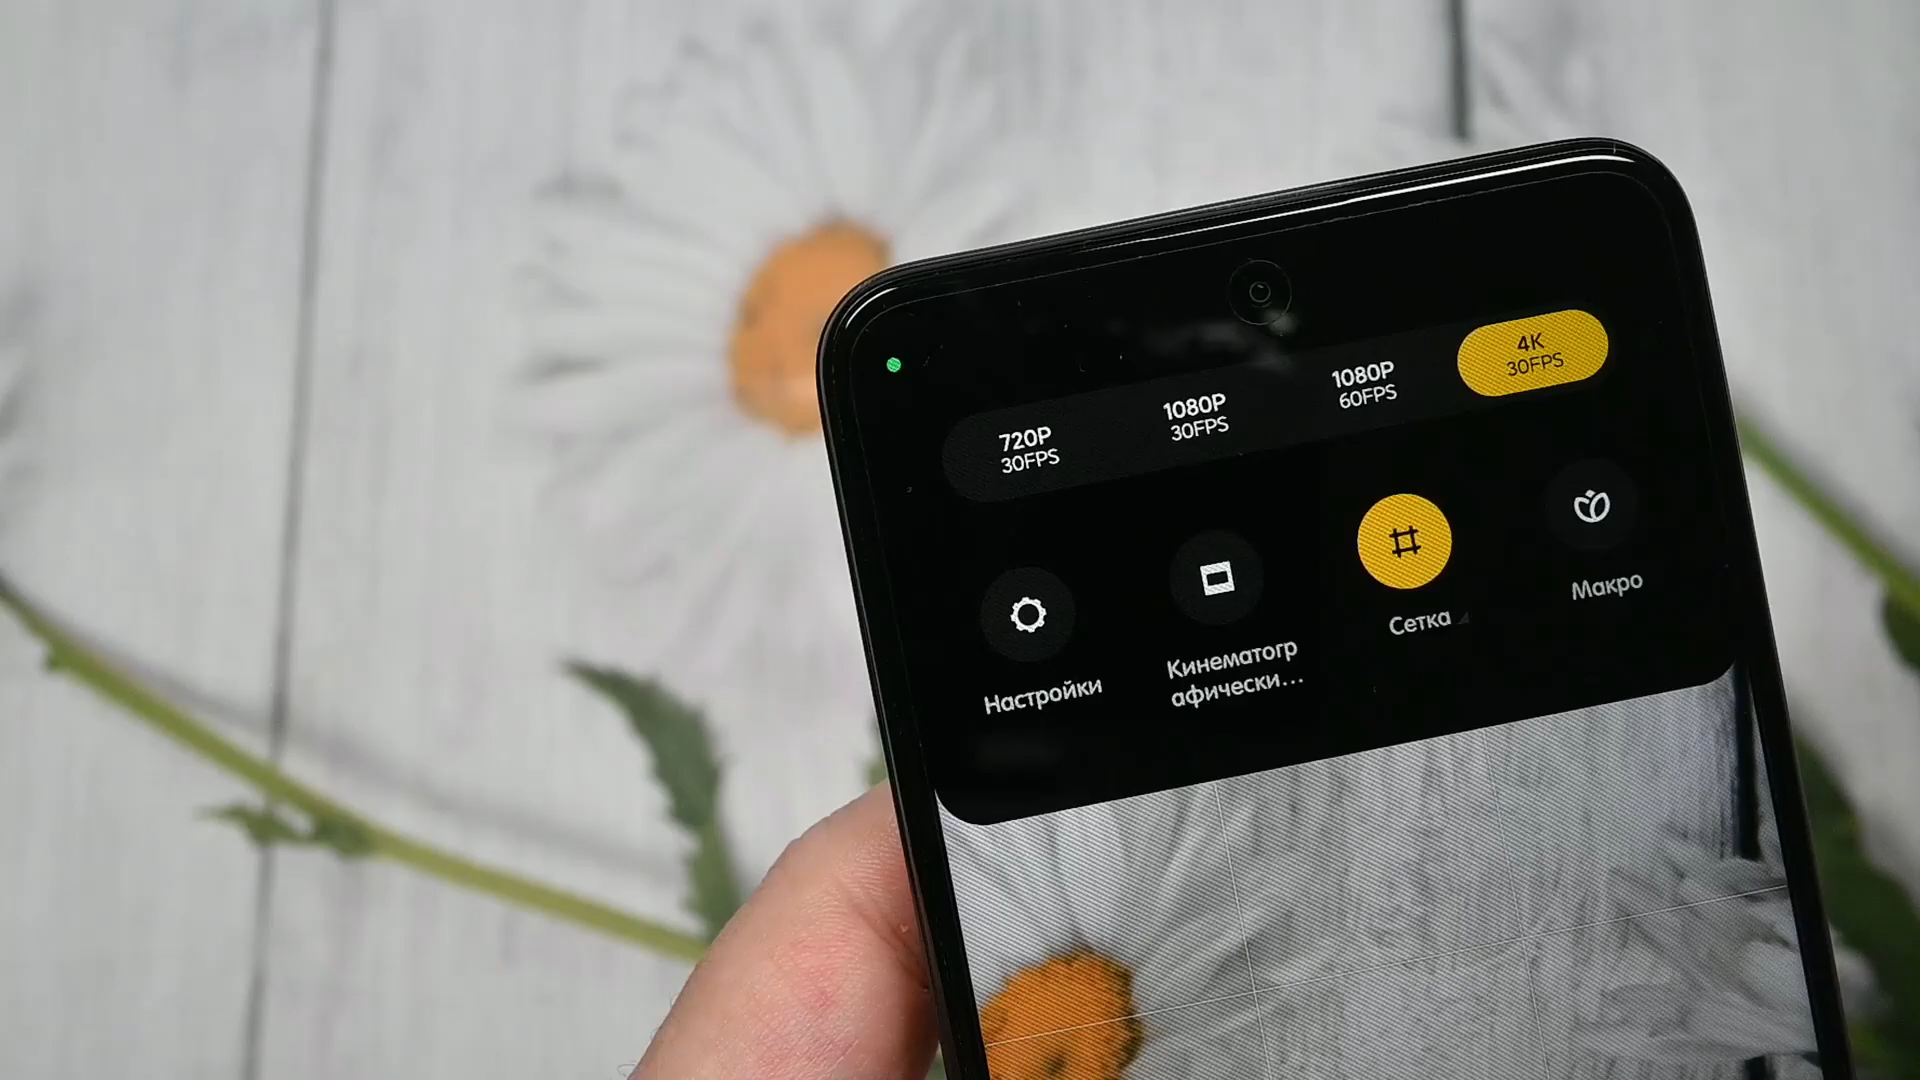 720P
30FPS
1080P
30FPS
1080P
60FPS
4K
30FPS
Настройки
Кинематогр
афически...
Сетка
Макро